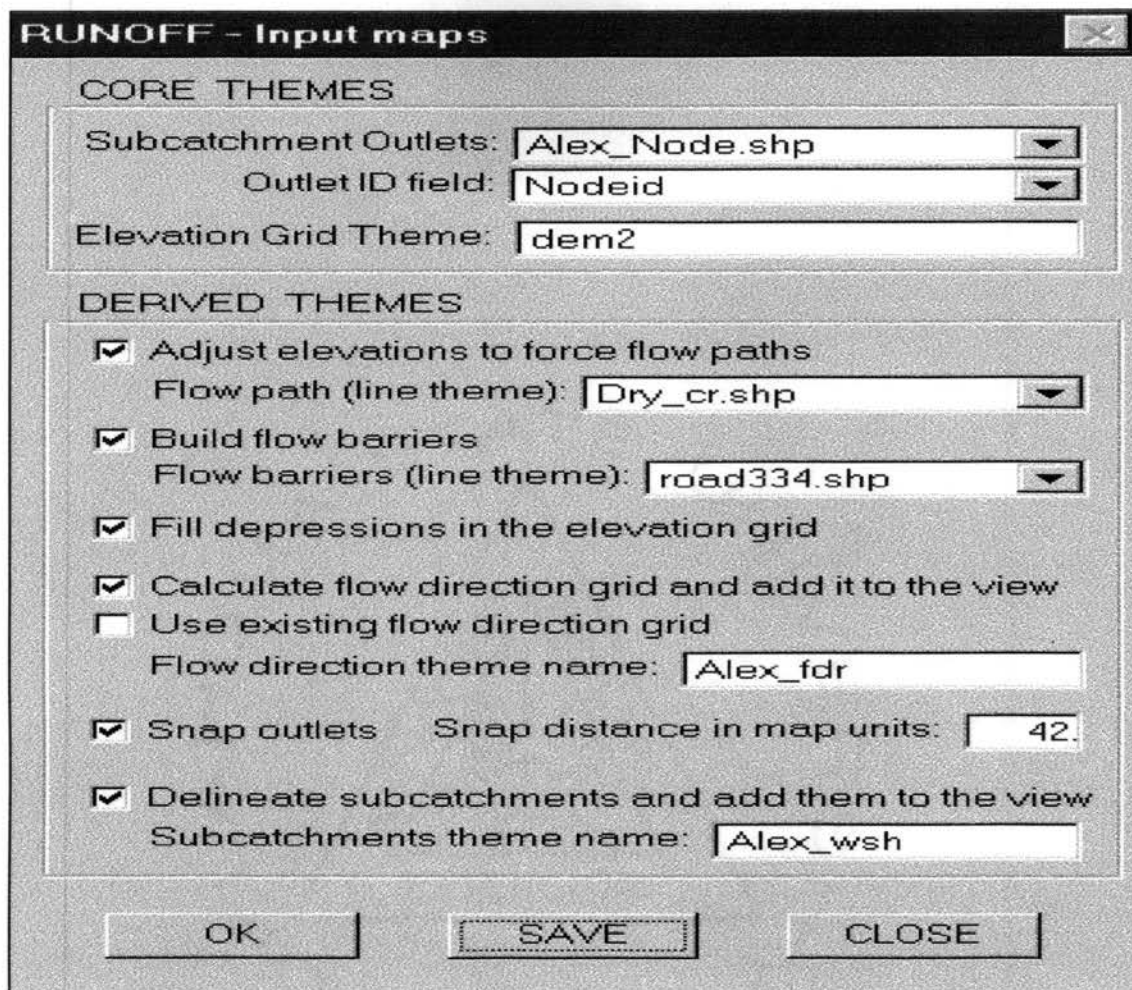 RUNOFF - Input maps
CORE THEMES
Subcatchment Outlets: Alex_Node.shp
Outlet ID field: Nodeid
Elevation Grid Theme: dem2
DERIVED THEMES
Adjust elevations to force flow paths
Flow path (line theme): Dry_cr.shp
Build flow barriers
Flow barriers (line theme): road334.shp
Fill depressions in the elevation grid
Calculate flow direction grid and add it to the view
Use existing flow direction grid
Flow direction theme name: Alex_fdr
Snap outlets Snap distance in map units: 42.
Delineate subcatchments and add them to the view
Subcatchments theme name: Alex_wsh
OK SAVE CLOSE